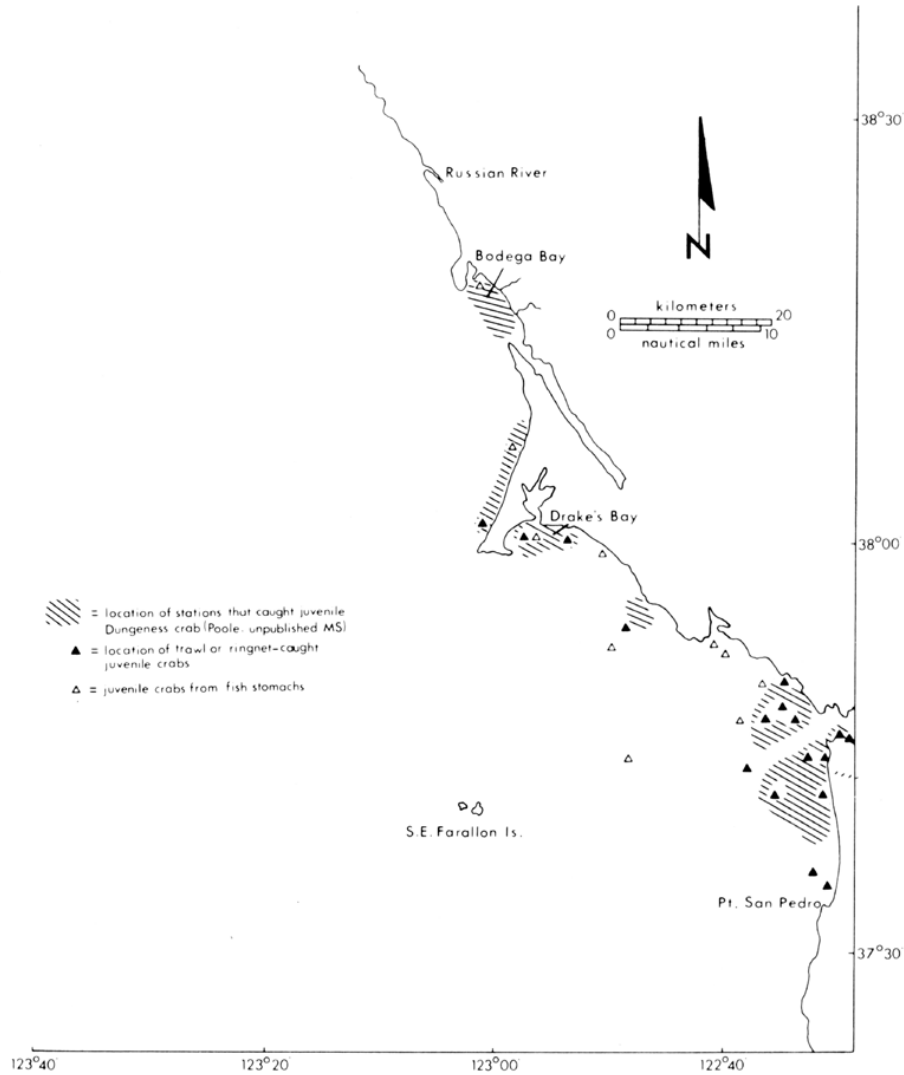 38°30'
Russian River
N
Bodega Bay
kilometers
0 20
0 10
nautical miles
Drake's Bay
38°00
= location of stations that caught juvenile
Dungeness crab (Poole. unpublished MS)
= location of trawl or ringnet-caught
juvenile crabs
= juvenile crabs from fish stomachs
S.E. Farallon Is.
Pt. San Pedro
37°30
123°40' 123°20' 123°00 122°40